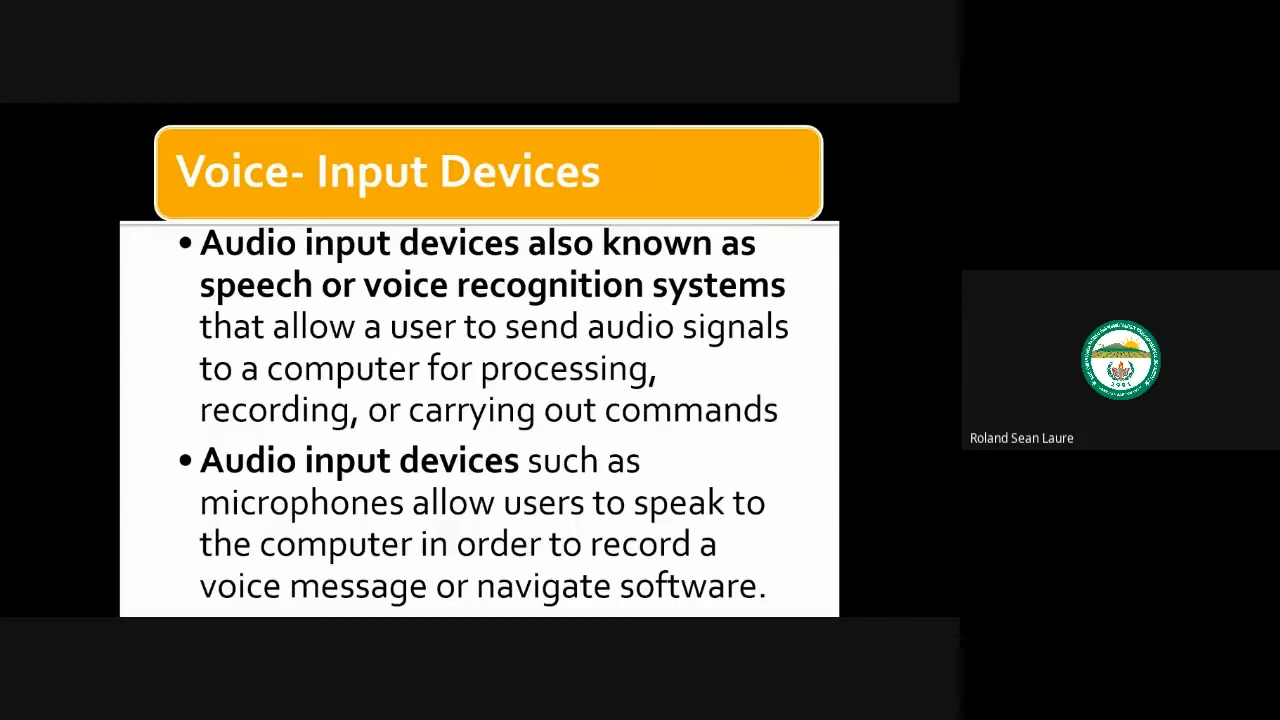 Voice- Input Devices
• Audio input devices also known as
speech or voice recognition systems
that allow a user to send audio signals
to a computer for processing,
recording, or carrying out commands
• Audio input devices such as
microphones allow users to speak to
the computer in order to record a
voice message or navigate software.
Roland Sean Laure